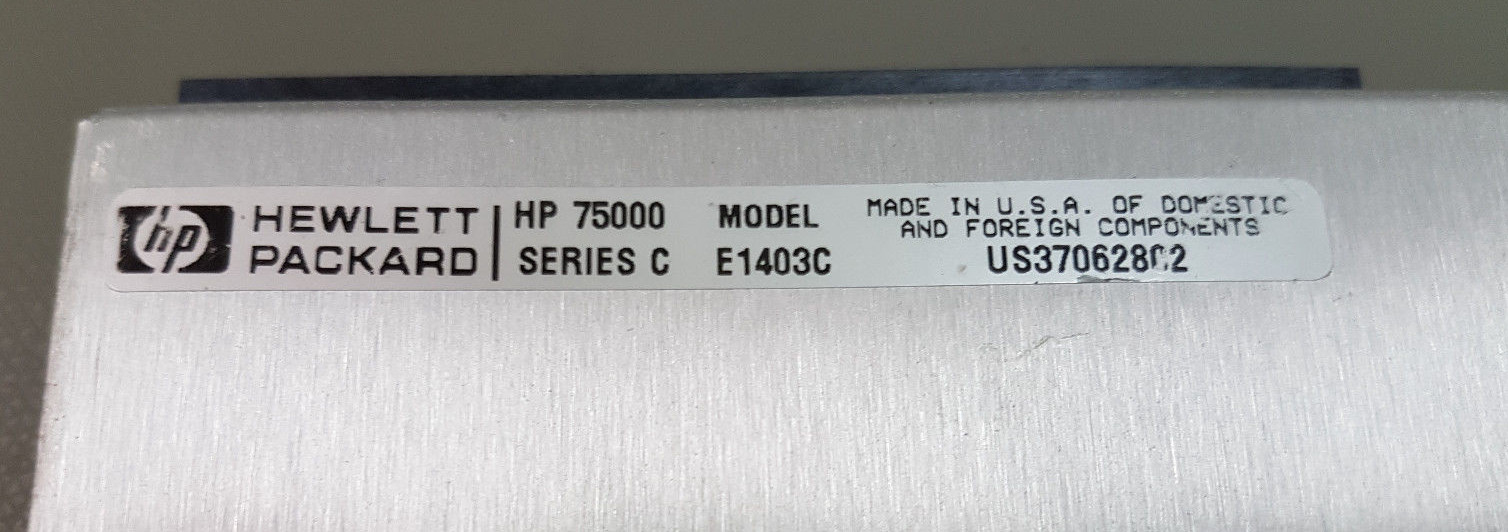 hp HEWLETT PACKARD
HP 75000 SERIES C
MODEL E1403C
MADE IN U.S.A. OF DOMESTIC
AND FOREIGN COMPONENTS